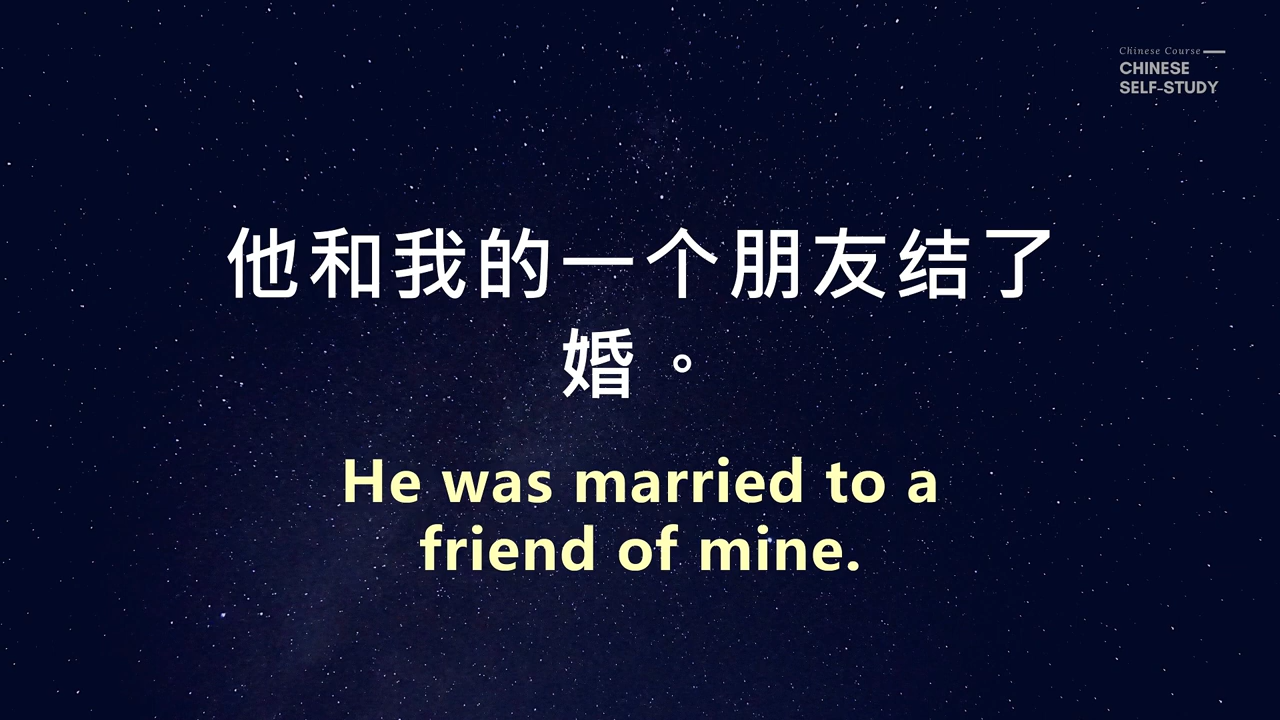 Chinese Course
CHINESE
SELF-STUDY
他和我的一个朋友结了
婚。
He was married to a
friend of mine.